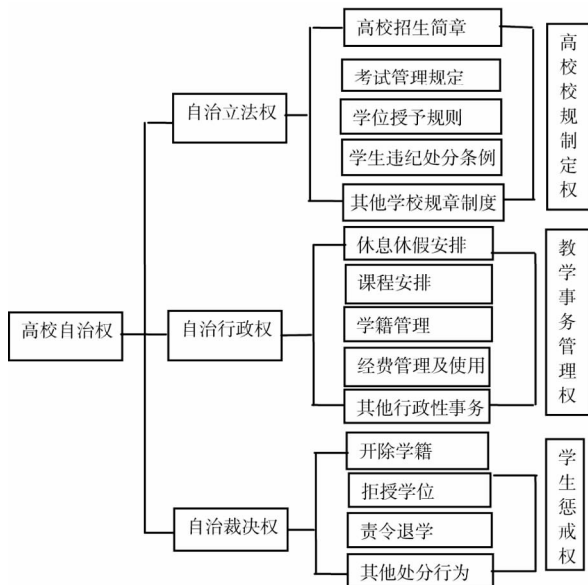 高校自治权
自治立法权
高校招生简章
考试管理规定
学位授予规则
学生违纪处分条例
其他学校规章制度
高校校规制定权
自治行政权
休息休假安排
课程安排
学籍管理
经费管理及使用
其他行政性事务
教学事务管理权
自治裁决权
开除学籍
拒授学位
责令退学
其他处分行为
学生惩戒权